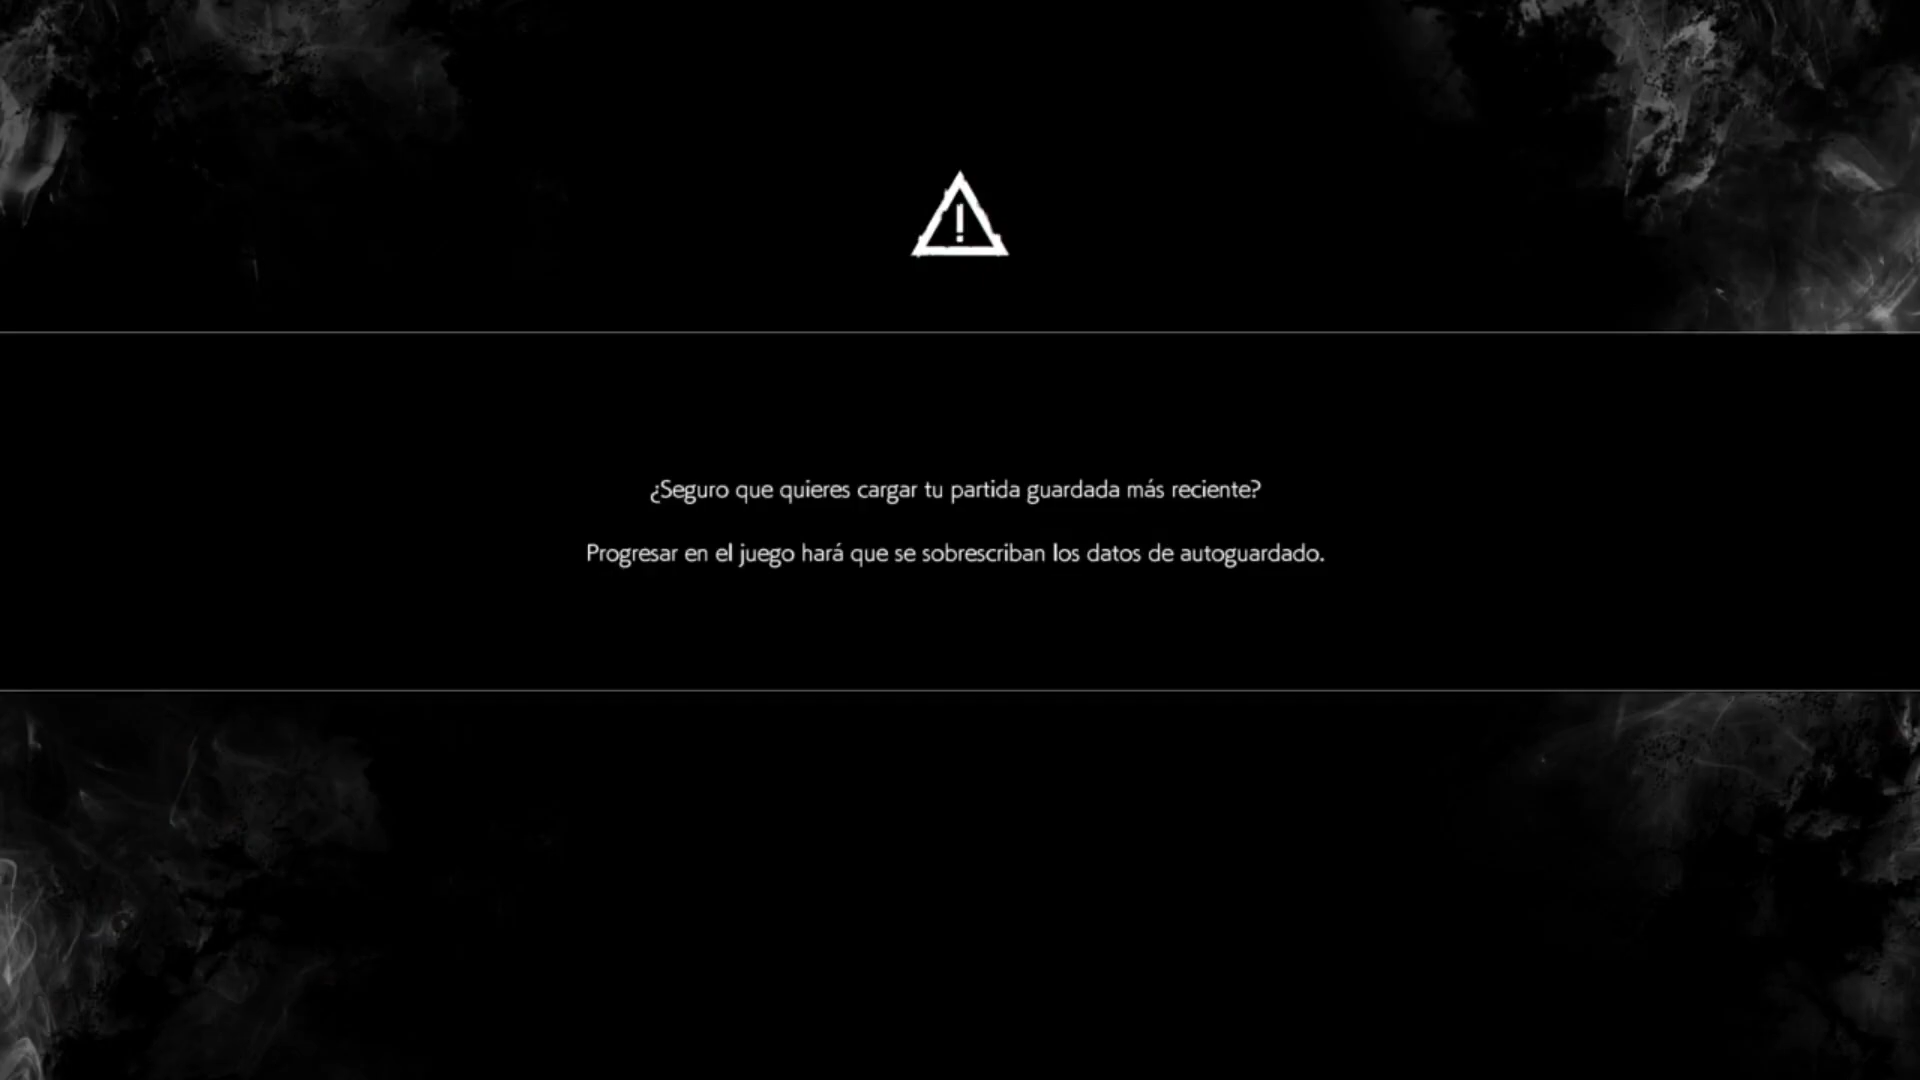 ¿Seguro que quieres cargar tu partida guardada más reciente?
Progresar en el juego hará que se sobrescriban los datos de autoguardado.